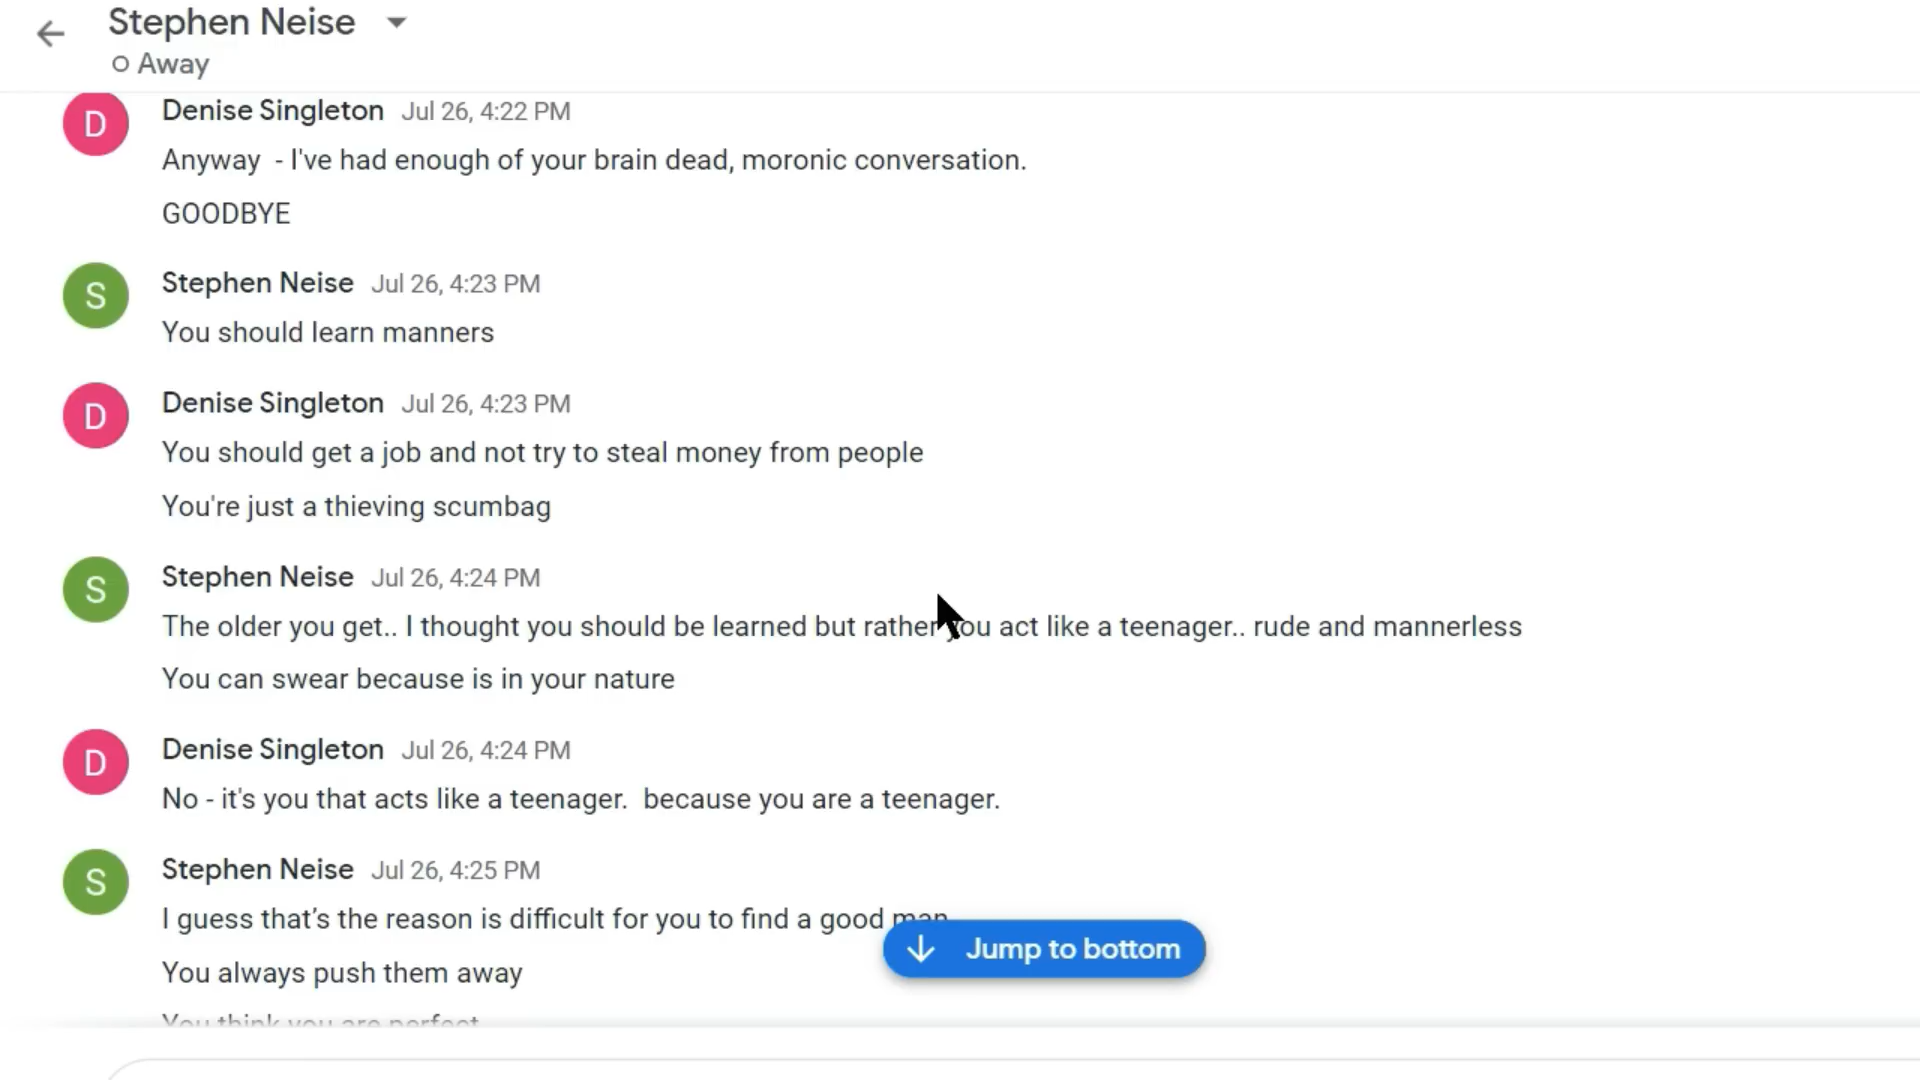 Stephen Neise
Away
D
Denise Singleton Jul 26, 4:22 PM
Anyway  - I've had enough of your brain dead, moronic conversation.
GOODBYE
S
Stephen Neise Jul 26, 4:23 PM
You should learn manners
D
Denise Singleton Jul 26, 4:23 PM
You should get a job and not try to steal money from people
You're just a thieving scumbag
S
Stephen Neise Jul 26, 4:24 PM
The older you get.. I thought you should be learned but rather you act like a teenager.. rude and mannerless
You can swear because is in your nature
D
Denise Singleton Jul 26, 4:24 PM
No - it's you that acts like a teenager.  because you are a teenager.
S
Stephen Neise Jul 26, 4:25 PM
I guess that’s the reason is difficult for you to find a good man
Jump to bottom
You always push them away
You think you are perfect